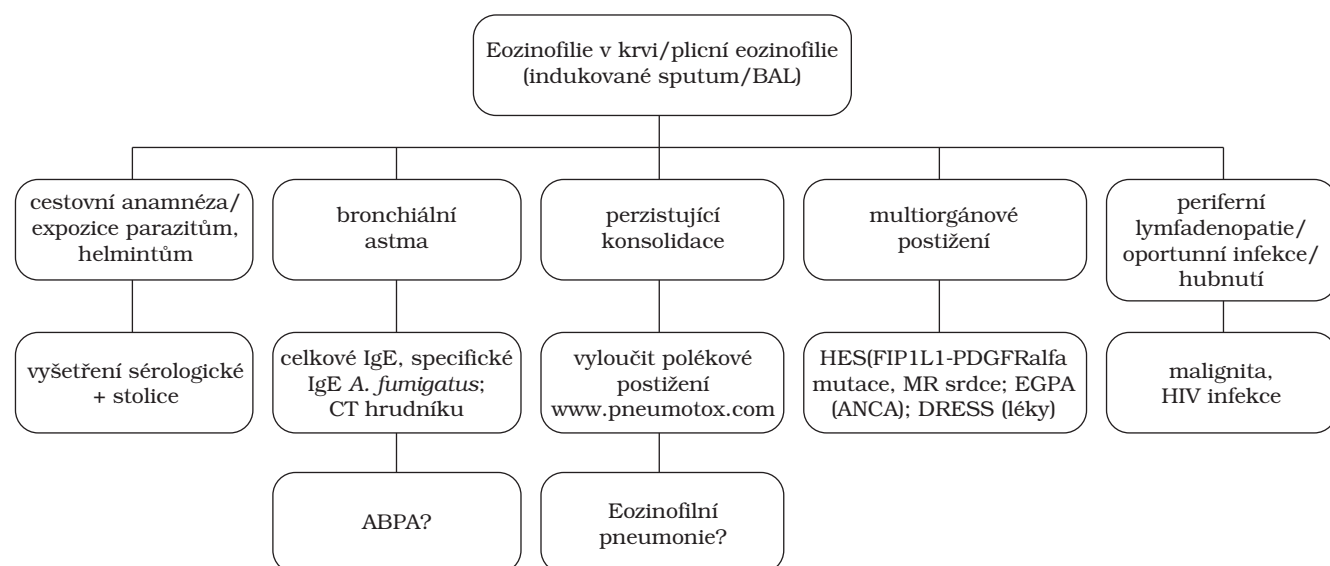 Eozinofilie v krvi/plicní eozinofilie
(indukované sputum/BAL)
cestovní anamnéza/
expozice parazitům,
helmintům
bronchiální
astma
perzistující
konsolidace
multiorgánové
postižení
periferní
lymfadenopatie/
oportunní infekce/
hubnutí
vyšetření sérologické
+ stolice
celkové IgE, specifické
IgE A. fumigatus;
CT hrudníku
vyloučit polékové
postižení
www.pneumotox.com
HES(FIP1L1-PDGFRalfa
mutace, MR srdce; EGPA
(ANCA); DRESS (léky)
malignita,
HIV infekce
ABPA?
Eozinofilní
pneumonie?